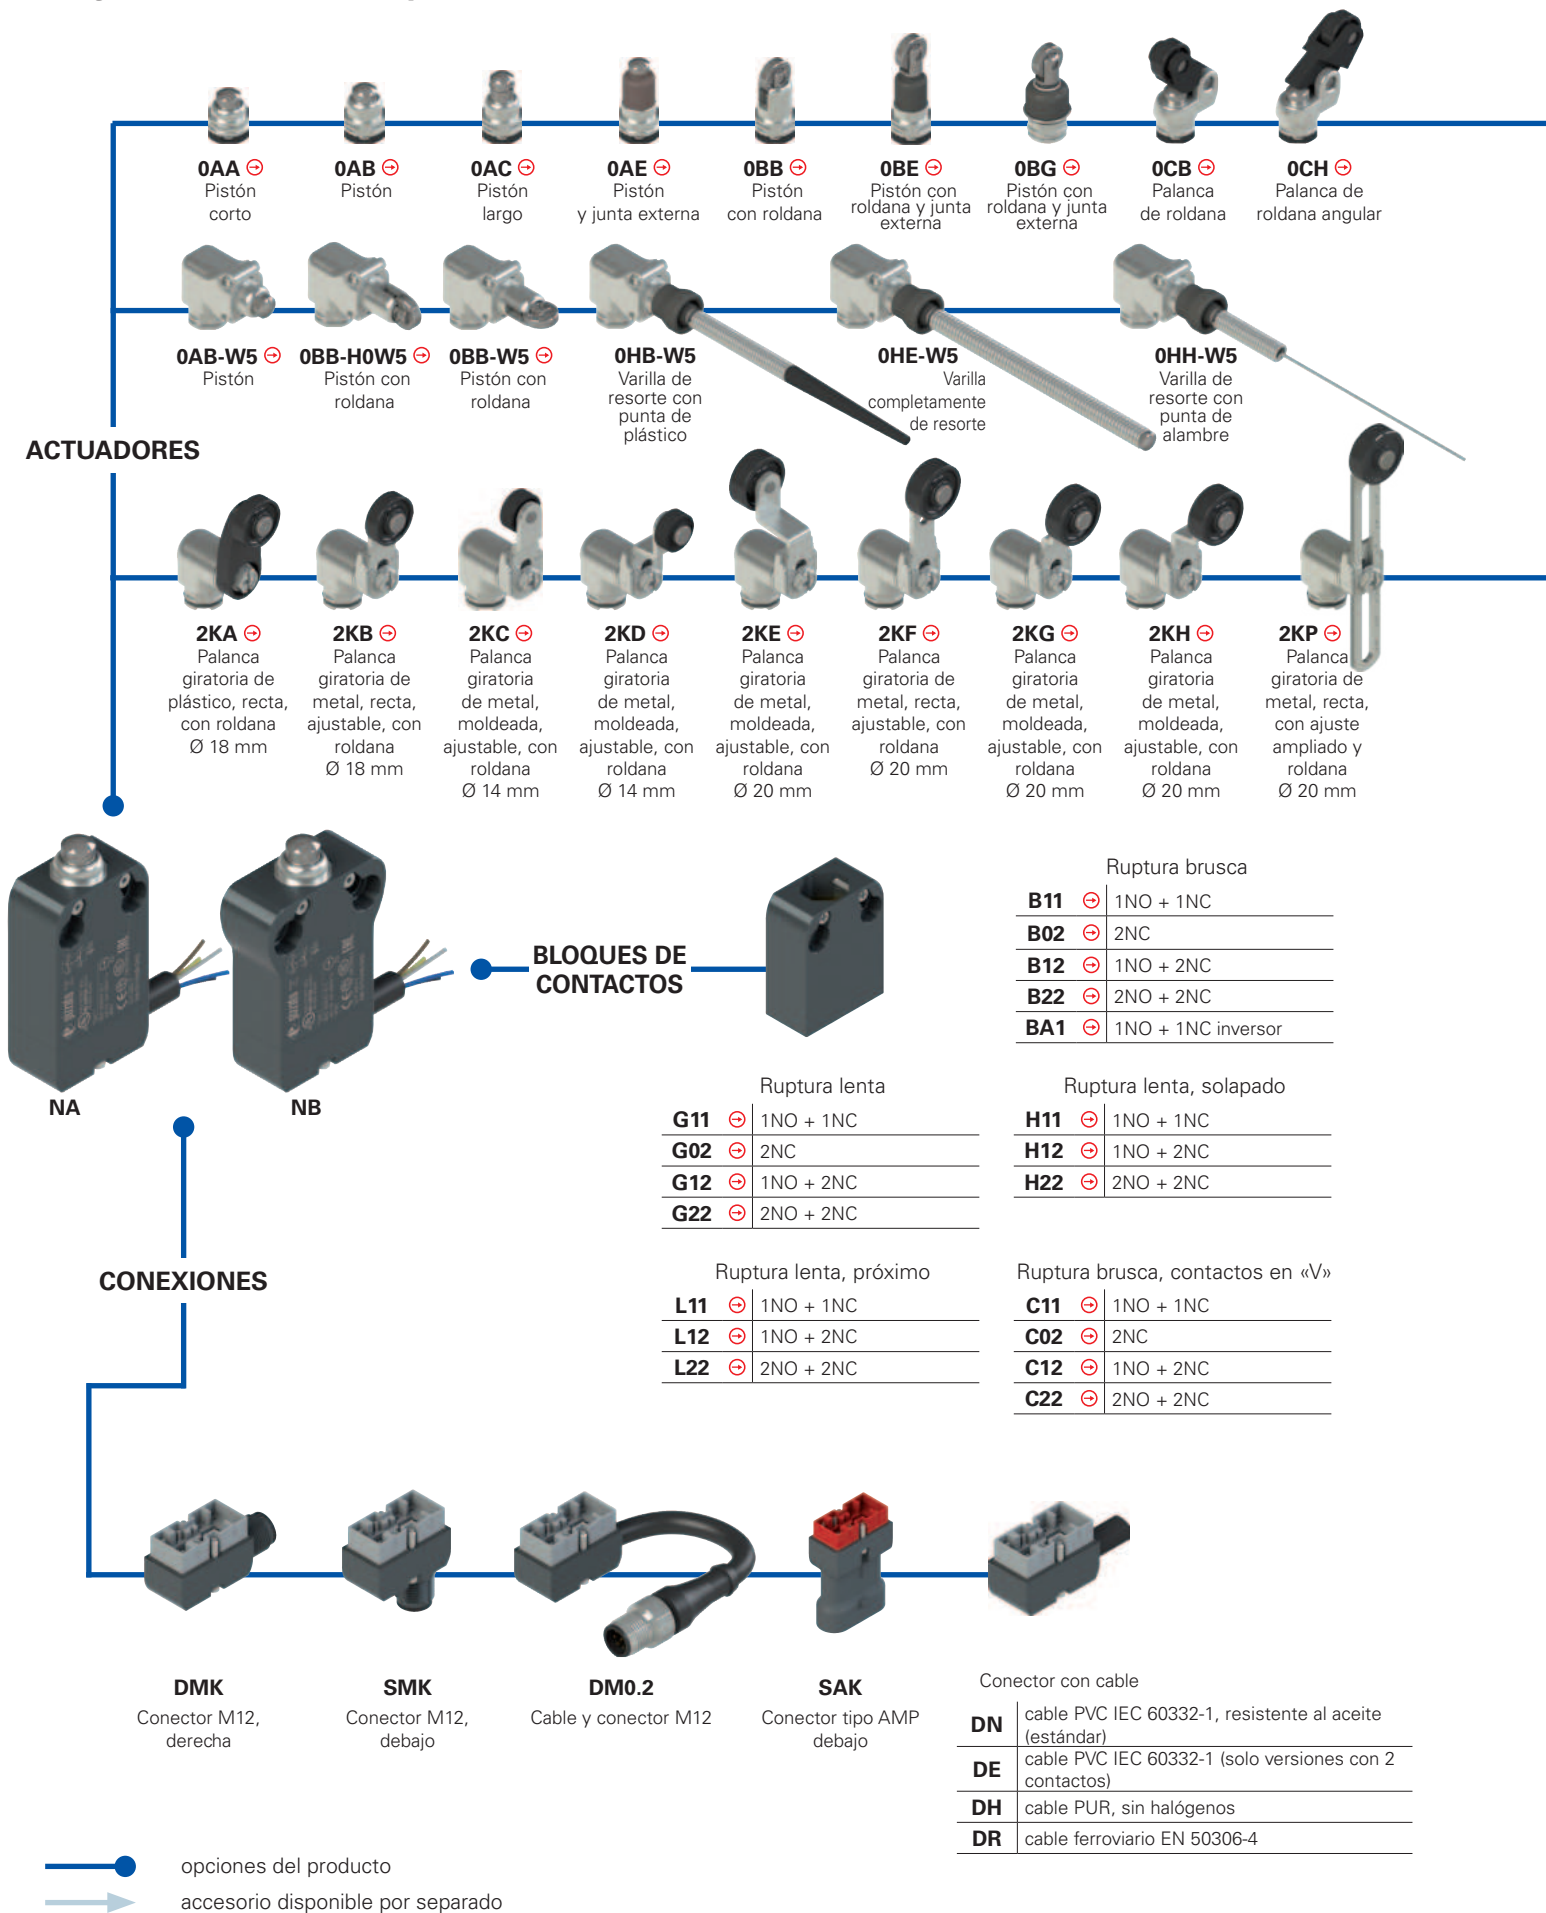 0AA
Pistón
corto
0AB
Pistón
0AC
Pistón
largo
0AE
Pistón
y junta externa
0BB
Pistón
con roldana
0BE
Pistón con
roldana y junta
externa
0BG
Pistón con
roldana y junta
externa
0CB
Palanca
de roldana
0CH
Palanca de
roldana angular
0AB-W5
Pistón
0BB-H0W5
Pistón con
roldana
0BB-W5
Pistón con
roldana
0HB-W5
Varilla de
resorte con
punta de
plástico
0HE-W5
Varilla
completamente
de resorte
0HH-W5
Varilla de
resorte con
punta de
alambre
ACTUADORES
2KA
Palanca
giratoria de
plástico, recta,
con roldana
Ø 18 mm
2KB
Palanca
giratoria de
metal, recta,
ajustable, con
roldana
Ø 18 mm
2KC
Palanca
giratoria
de metal,
moldeada,
ajustable, con
roldana
Ø 14 mm
2KD
Palanca
giratoria
de metal,
moldeada,
ajustable, con
roldana
Ø 14 mm
2KE
Palanca
giratoria
de metal,
moldeada,
ajustable, con
roldana
Ø 20 mm
2KF
Palanca
giratoria de
metal, recta,
ajustable, con
roldana
Ø 20 mm
2KG
Palanca
giratoria
de metal,
moldeada,
ajustable, con
roldana
Ø 20 mm
2KH
Palanca
giratoria
de metal,
moldeada,
ajustable, con
roldana
Ø 20 mm
2KP
Palanca
giratoria de
metal, recta,
con ajuste
ampliado y
roldana
Ø 20 mm
NA
NB
BLOQUES DE
CONTACTOS
Ruptura brusca
B11 1NO + 1NC
B02 2NC
B12 1NO + 2NC
B22 2NO + 2NC
BA1 1NO + 1NC inversor
Ruptura lenta
G11 1NO + 1NC
G02 2NC
G12 1NO + 2NC
G22 2NO + 2NC
Ruptura lenta, solapado
H11 1NO + 1NC
H12 1NO + 2NC
H22 2NO + 2NC
Ruptura lenta, próximo
L11 1NO + 1NC
L12 1NO + 2NC
L22 2NO + 2NC
Ruptura brusca, contactos en «V»
C11 1NO + 1NC
C02 2NC
C12 1NO + 2NC
C22 2NO + 2NC
CONEXIONES
DMK
Conector M12,
derecha
SMK
Conector M12,
debajo
DM0.2
Cable y conector M12
SAK
Conector tipo AMP
debajo
Conector con cable
DN cable PVC IEC 60332-1, resistente al aceite
(estándar)
DE cable PVC IEC 60332-1 (solo versiones con 2
contactos)
DH cable PUR, sin halógenos
DR cable ferroviario EN 50306-4
opciones del producto
accesorio disponible por separado